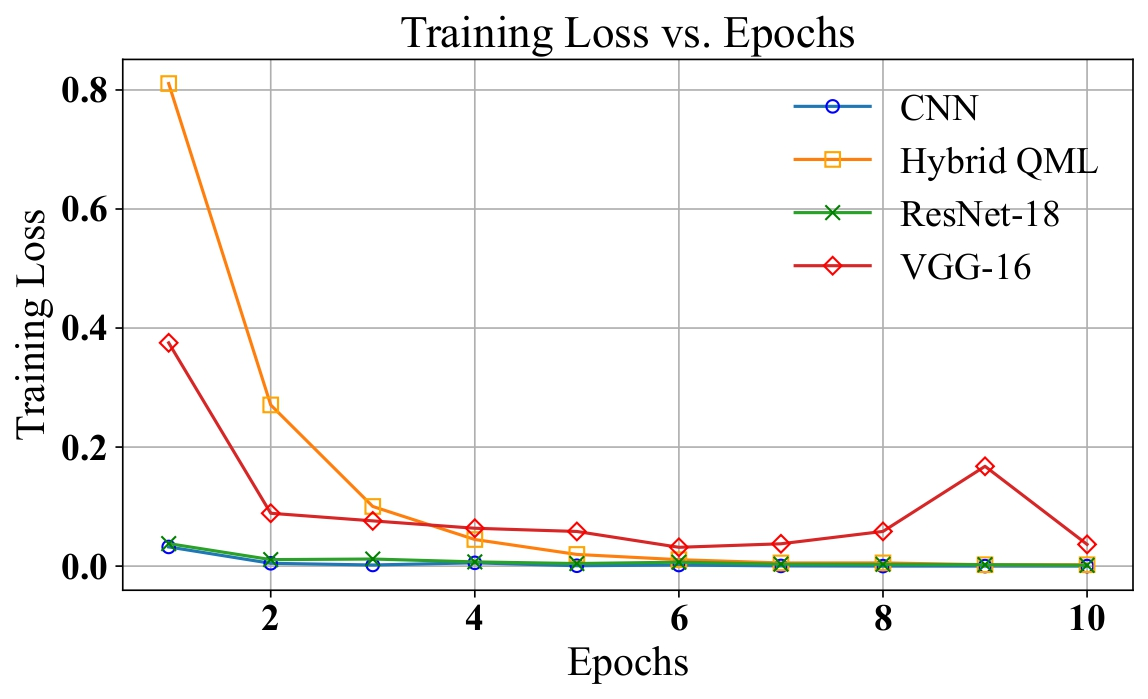 Training Loss vs. Epochs
0.8
0.6
0.4
0.2
0.0
Training Loss
CNN
Hybrid QML
ResNet-18
VGG-16
2 4 6 8 10
Epochs